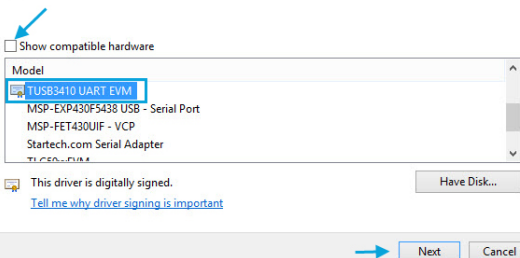 Show compatible hardware
Model
TUSB3410 UART EVM
MSP-EXP430F5438 USB - Serial Port
MSP-FET430UIF - VCP
Startech.com Serial Adapter
This driver is digitally signed.
Have Disk...
Tell me why driver signing is important
Next
Cancel